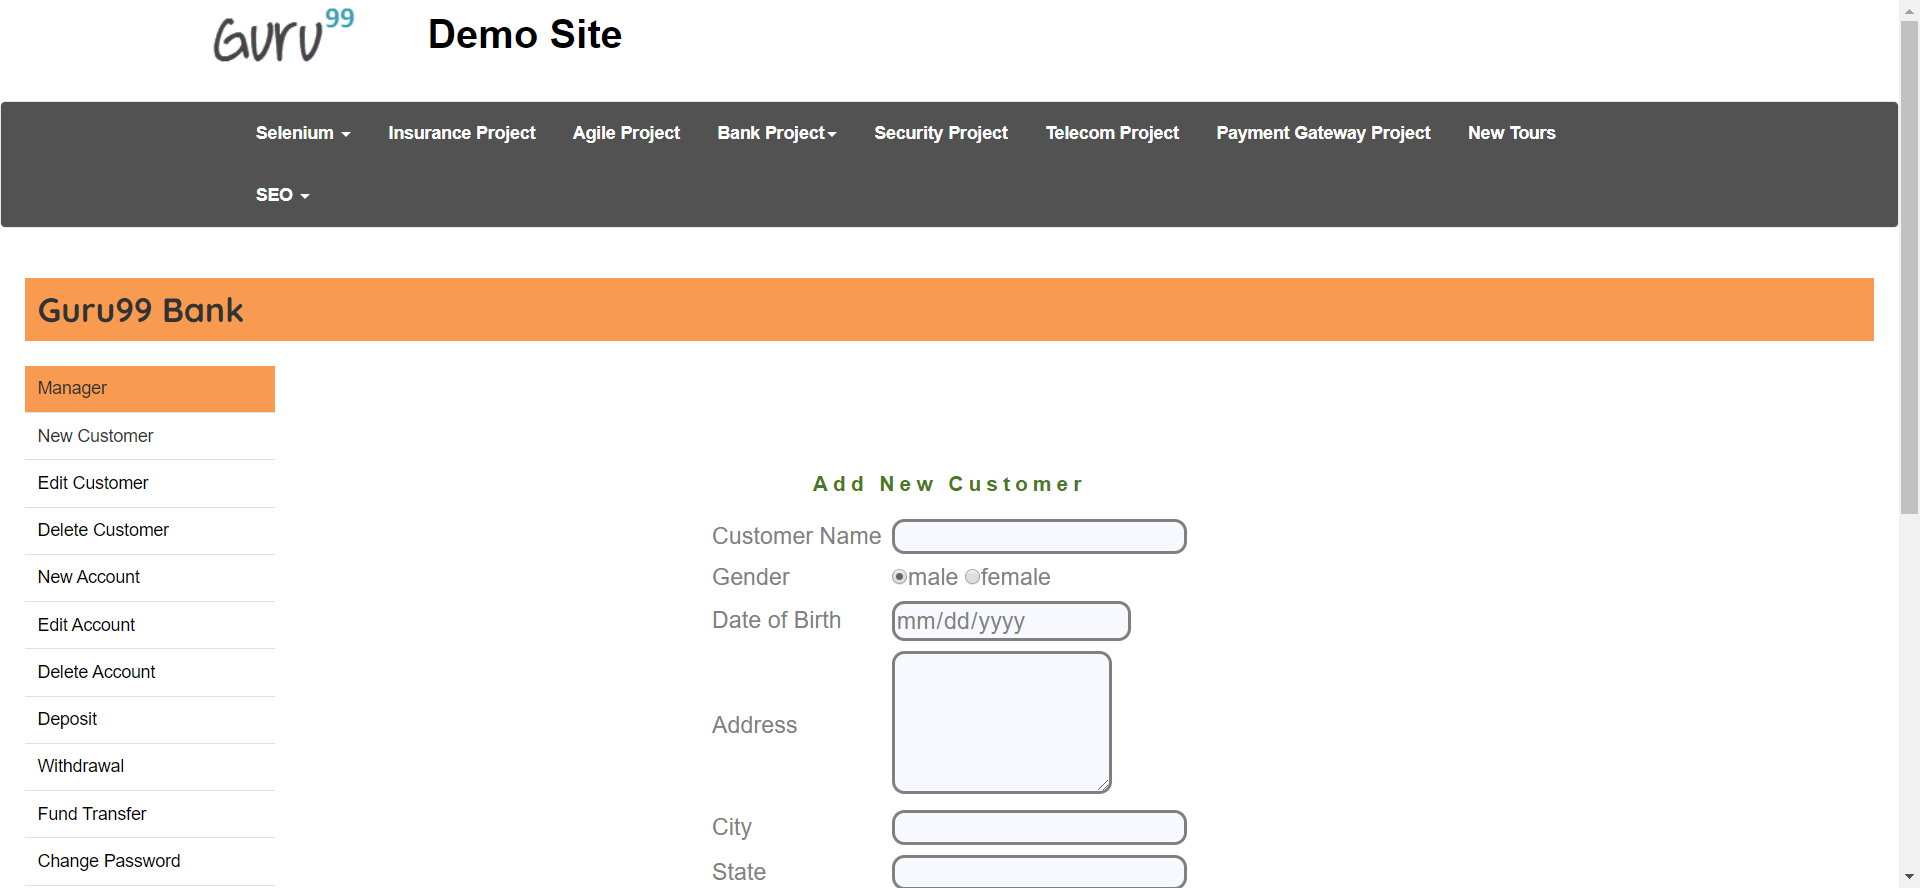 Guru99 Demo Site
Selenium Insurance Project Agile Project Bank Project Security Project Telecom Project Payment Gateway Project New Tours
SEO
Guru99 Bank
Manager
New Customer
Edit Customer
Delete Customer
New Account
Edit Account
Delete Account
Deposit
Withdrawal
Fund Transfer
Change Password
Add New Customer
Customer Name
Gender male female
Date of Birth mm/dd/yyyy
Address
City
State